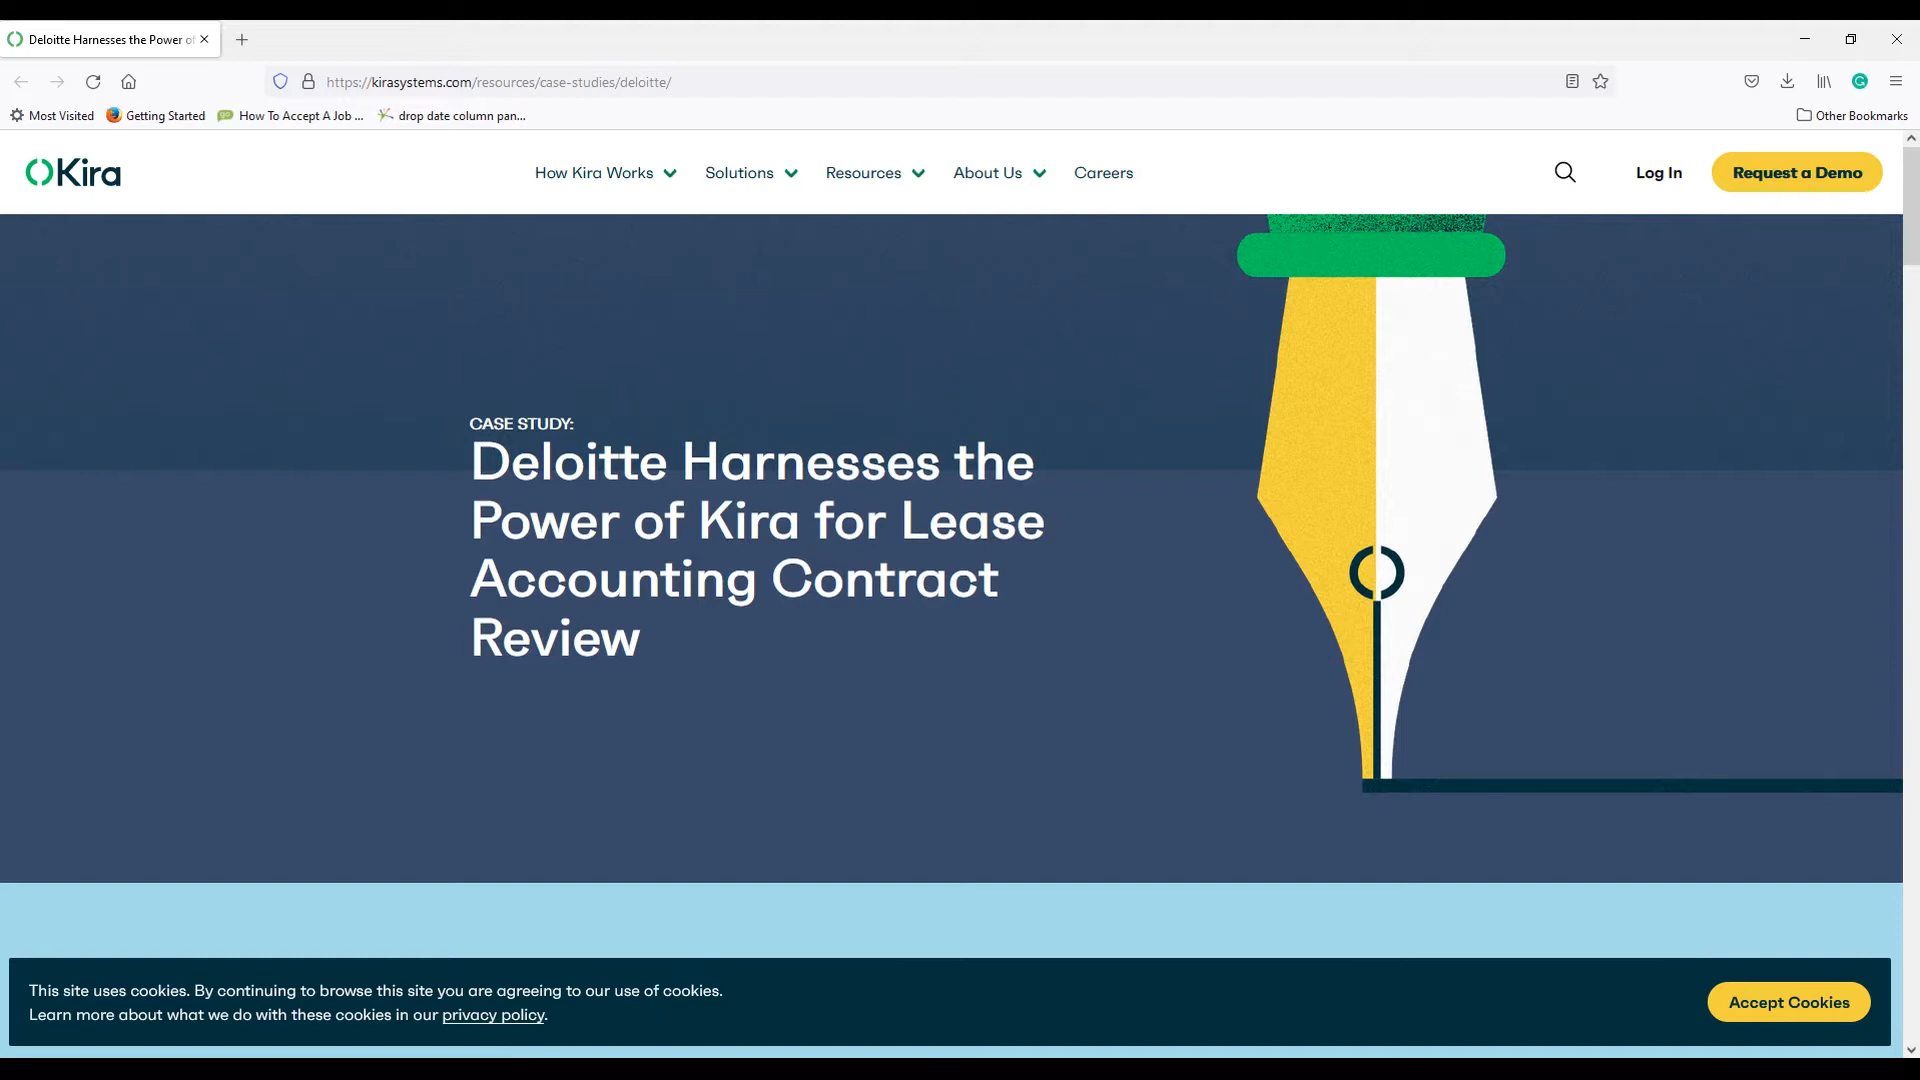 Deloitte Harnesses the Power of
https://kirasystems.com/resources/case-studies/deloitte/
Most Visited Getting Started How To Accept A Job ... drop date column pan... Other Bookmarks
Kira How Kira Works Solutions Resources About Us Careers Log In Request a Demo
CASE STUDY:
Deloitte Harnesses the
Power of Kira for Lease
Accounting Contract
Review
This site uses cookies. By continuing to browse this site you are agreeing to our use of cookies.
Learn more about what we do with these cookies in our privacy policy.
Accept Cookies